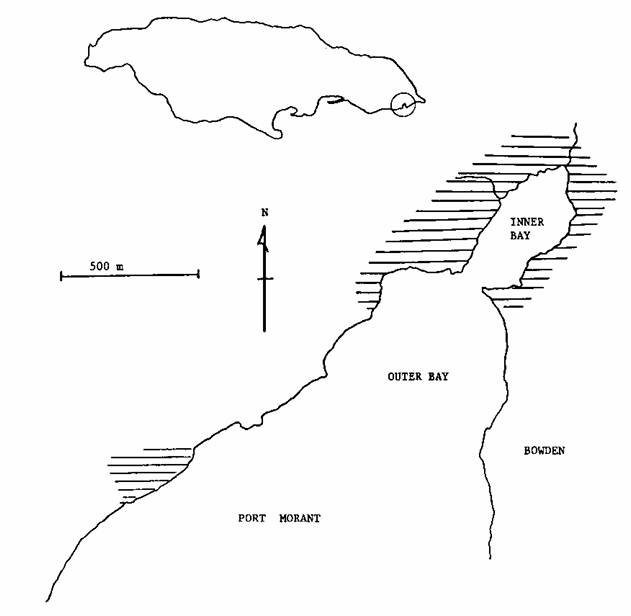 N
500 m
INNER
BAY
OUTER BAY
BOWDEN
PORT MORANT